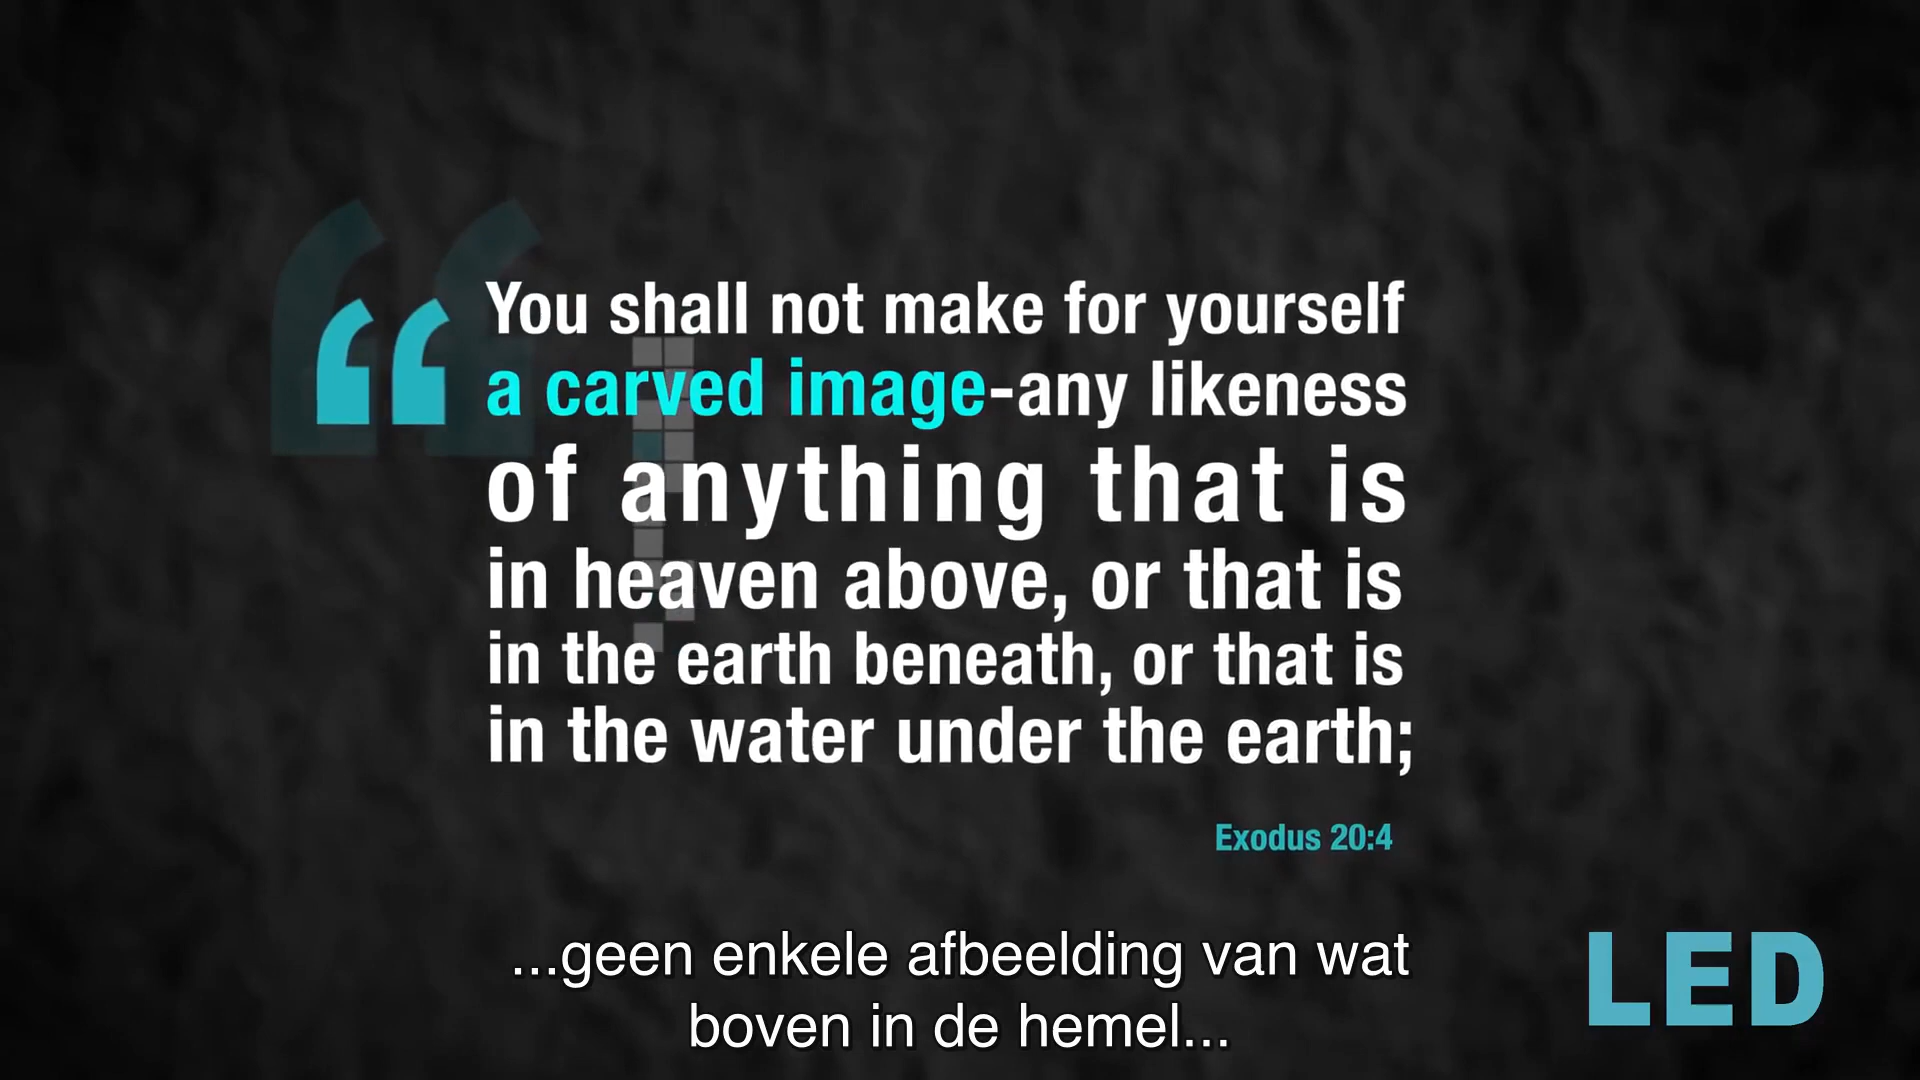 “
You shall not make for yourself
a carved image-any likeness
of anything that is
in heaven above, or that is
in the earth beneath, or that is
in the water under the earth;
Exodus 20:4
...geen enkele afbeelding van wat
boven in de hemel...
LED